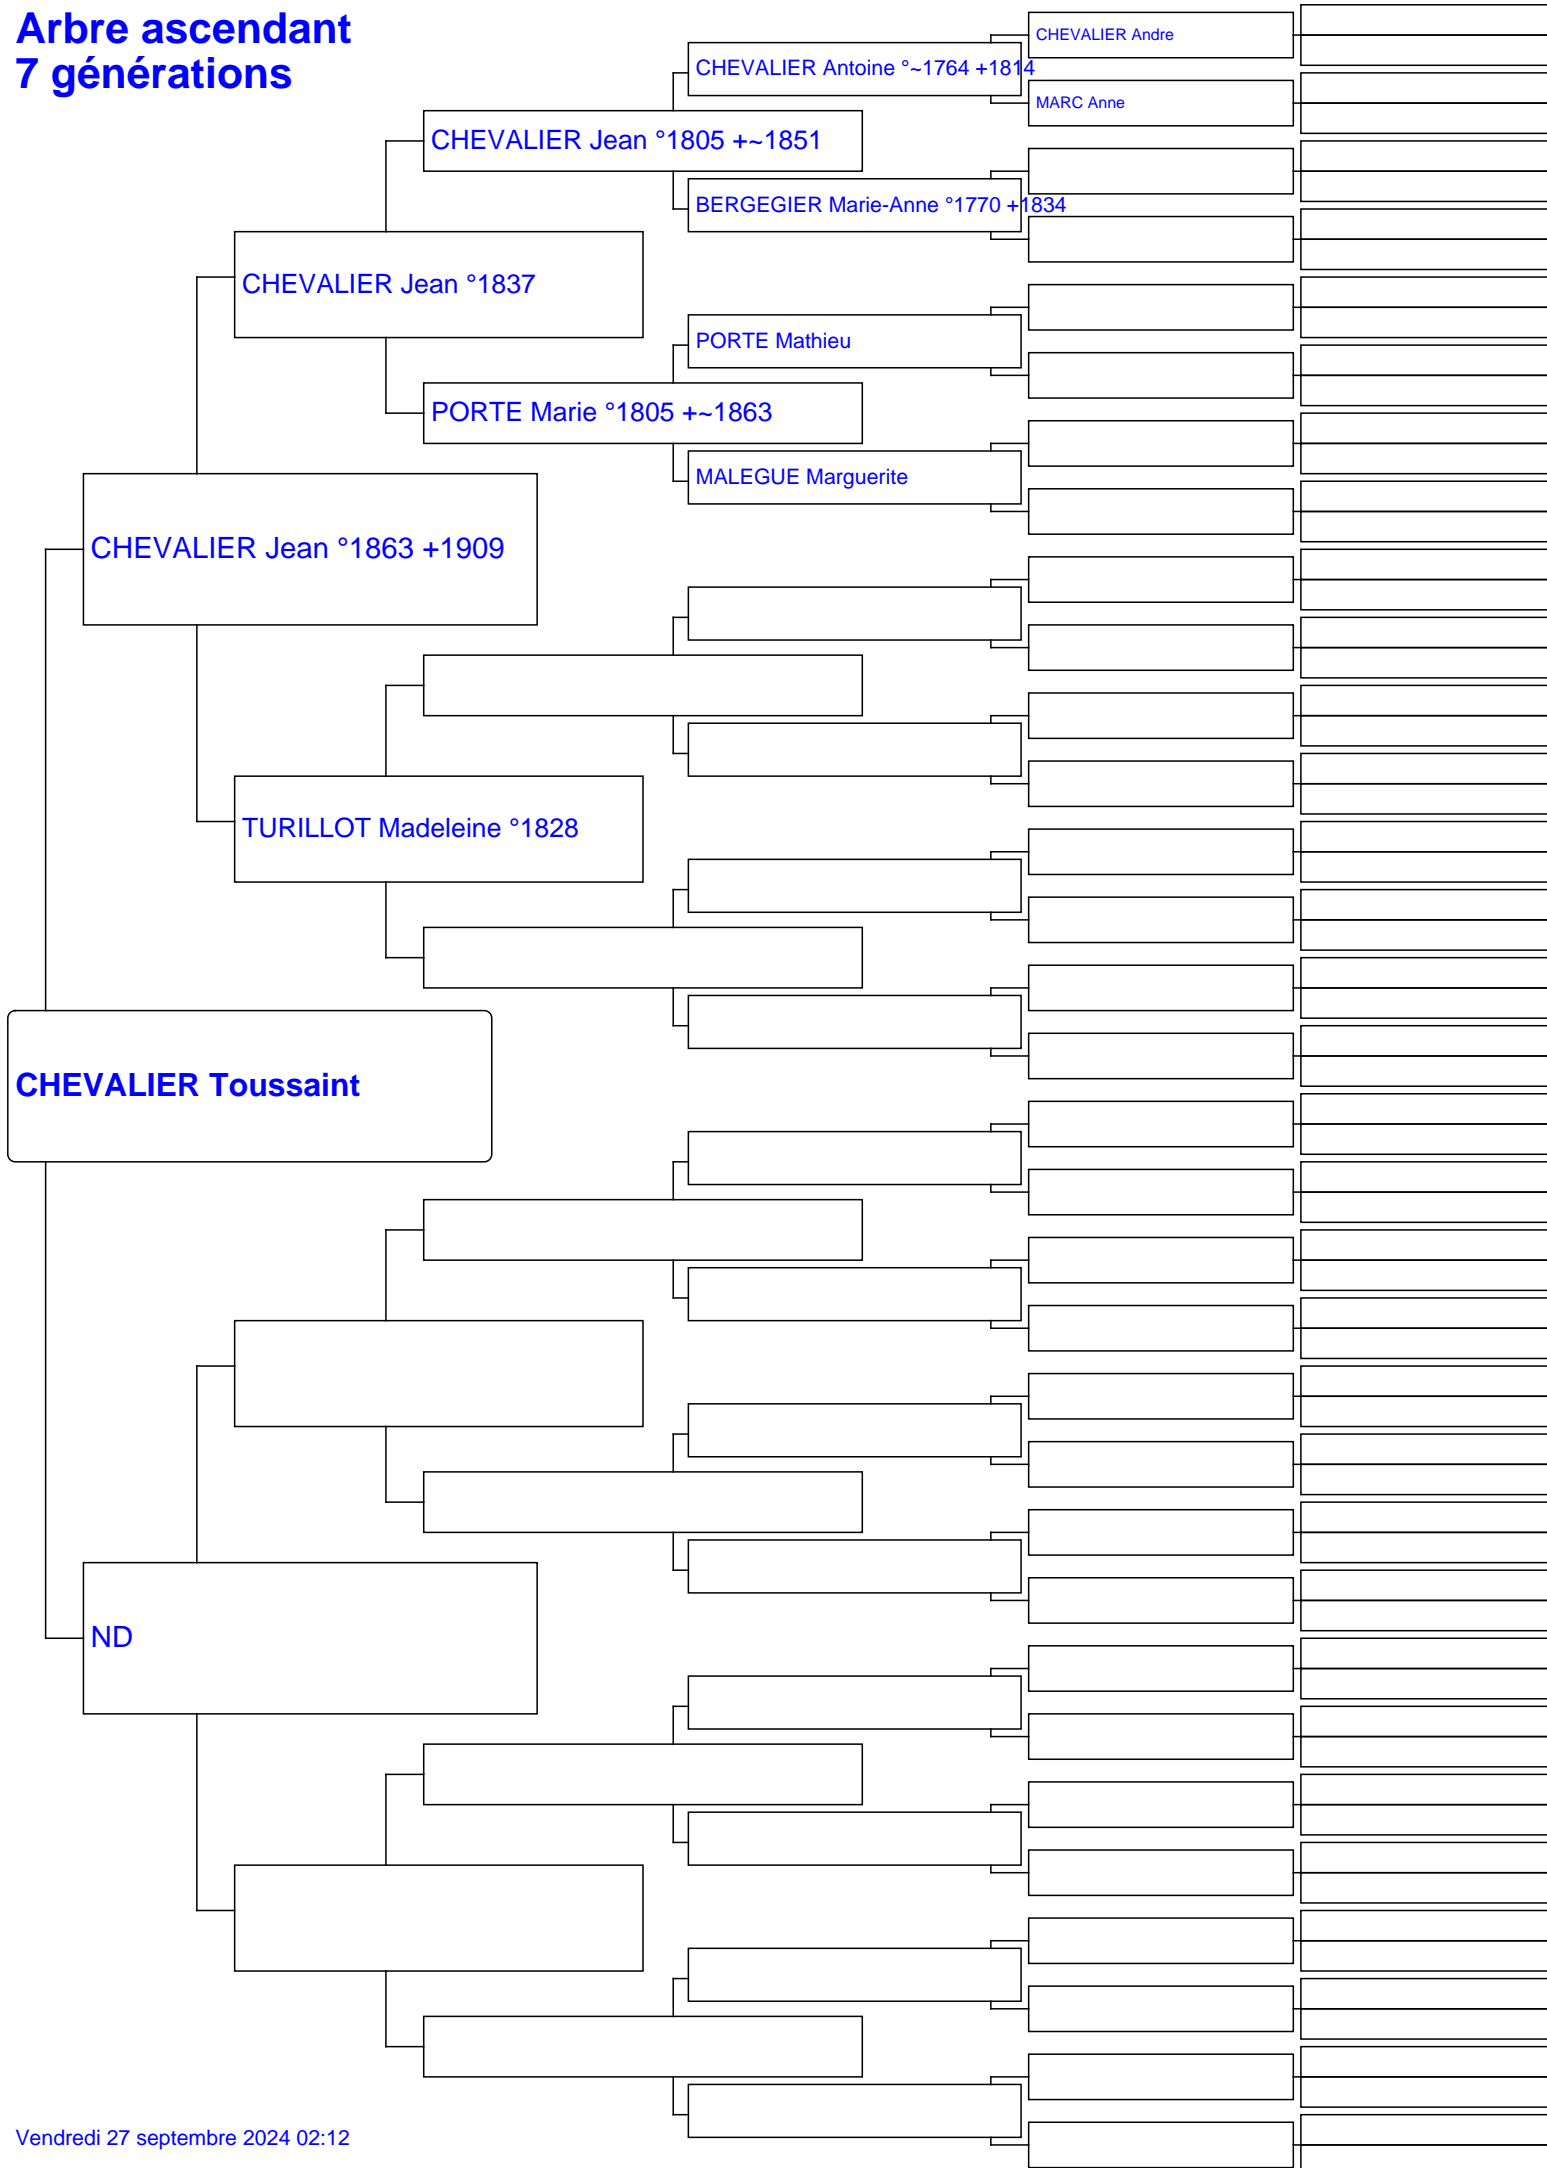 Arbre ascendant
7 générations
CHEVALIER Andre
CHEVALIER Antoine °~1764 +1814
MARC Anne
CHEVALIER Jean °1805 +~1851
BERGEGIER Marie-Anne °1770 +1834
CHEVALIER Jean °1837
PORTE Mathieu
PORTE Marie °1805 +~1863
MALEGUE Marguerite
CHEVALIER Jean °1863 +1909
TURILLOT Madeleine °1828
CHEVALIER Toussaint
ND
Vendredi 27 septembre 2024 02:12